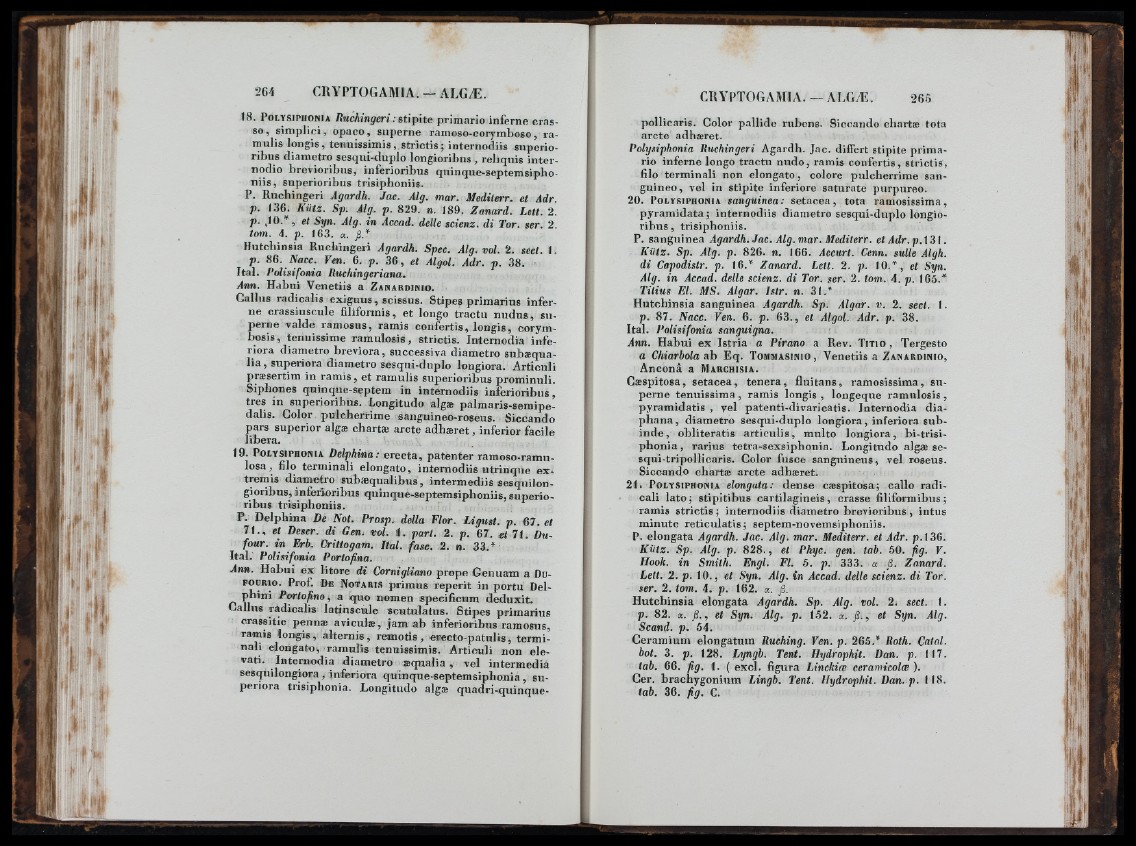 264 CRYPTOGAMIA. — ALGÆ.
18. POLYSIPHONIA Ruchingeri: stipite primario inferne cras-
so, simplici, opaco, superne ramoso-corymboso, ra-
mulis longis, tenuissimis, strictis; internodiis superio-
ribus diametro sesqui-duplo longioribus, reliquis inter-
nodio brevioribus, inferioribus quinque-septemsipho-
niis, superioribus trisiphoniis.
P. Ruchingeri Agardh. Jac. Alg. mar. Mediterr. et Adr.
p. 136. Kütz. Sp. Alg. p. 829. n. 189. Zanard. Lett. 2.
p. 10.*, et Syn. Alg. in Accad. delle scienz. di Tor. ser. 2.
tom. 4. p. 163. α. β.*
Hutchinsia Ruchingeri Agardh. Spec. Alg. vol. 2. sect. 1.
p. 86. Nacc. Ven. 6. p. 36, et Algol. Adr. p. 38.
Ital. Polisifonia Ruchingeriana.
Ann. Habui Venetiis a ZANARDINIO.
Callus radicalis exiguus, scissus. Stipes primarius infer-
ne crassiuscule filiformis, et longo tractu nudus, su-
perne valde ramosus, ramis confertis, longis, corym-
bosis, tenuissime ramulosis, strictis. Internodia infe-
riora diametro breviora, successiva diametro subæqua-
lia, superiora diametro sesqui-duplo longiora. Articuli
præsertim in ramis, et ramulis superioribus prominuli.
Siphones quinque-septem in internodiis inferioribus,
tres in superioribus. Longitudo algæ palmaris-semipe-
dalis. Color pulcherrime sanguineo-roseus. Siccando
pars superior algæ chartæ arcte adhæret, inferior facile
libera.
19. POLYSIPHONIA Delphina: erecta, patenter ramoso-ramu-
losa, filo terminali elongato, internodiis utrinque ex-
tremis diametro subæqualibus, intermediis sesquilon-
gioribus, inferioribus quinque-septemsiphoniis, superio-
ribus trisiphoniis.
P. Delphina De Not. Prosp. della Flor. Ligust. p. 67. et
71., et Descr. di Gen. vol. 1. part. 2. p. 67. et 71. Du-
four. in Erb. Crittogam. Ital. fasc. 2. n. 33.*
Ital. Polisifonia Portofina.
Ann. Habui ex litore di Cornigliano prope Genuam a DU-
FOURIO. Prof. DE NOTARIS primus reperit in portu Del-
phini Portofino, a quo nomen specificum deduxit.
Callus radicalis latiuscule scutulatus. Stipes primarius
crassitie pennæ aviculæ, jam ab inferioribus ramosus,
ramis longis, alternis, remotis, erecto-patulis, termi-
nali elongato, ramulis tenuissimis. Articuli non ele-
vati. Internodia diametro æqualia, vel intermedia
sesquilongiora, inferiora quinque-septemsiphonia, su-
periora trisiphonia. Longitudo algæ quadri-quinque-
CRYPTOGAMIA. — ALGÆ. 265
pollicaris. Color pallide rubens. Siccando chartæ tota
arcte adhæret.
Polysiphonia Ruchingeri Agardh. Jac. differt stipite prima-
rio inferne longo tractu nudo, ramis confertis, strictis,
filo terminali non elongato, colore pulcherrime san-
guineo, vel in stipite inferiore saturate purpureo.
20. POLYSIPHONIA sanguinea: setacea, tota ramosissima,
pyramidata; internodiis diametro sesqui-duplo longio-
ribus, trisiphoniis.
P. sanguinea Agardh. Jac. Alg. mar. Mediterr. et Adr. p. 131.
Kütz. Sp. Alg. p. 826. n. 166. Accurt. Cenn. sulle Algh.
di Capodistr. p. 16.* Zanard. Lett. 2. p. 10.*, et Syn.
Alg. in Accad. delle scienz. di Tor. ser. 2. tom. 4. p. 165.*
Titius El. MS. Algar. Istr. n. 31.*
Hutchinsia sanguinea Agardh. Sp. Algar. v. 2. sect. 1.
p. 87. Nacc. Ven. 6. p. 63., et Algol. Adr. p. 38.
Ital. Polisifonia sanguigna.
Ann. Habui ex Istria a Pirano a Rev. TITIO, Tergesto
a Chiarbola ab Eq. TOMMASINIO, Venetiis a ZANARDINIO,
Anconâ a MARCHISIA.
Cæspitosa, setacea, tenera, fluitans, ramosissima, su-
perne tenuissima, ramis longis, longeque ramulosis,
pyramidatis, vel patenti-divaricatis. Internodia dia-
phana, diametro sesqui-duplo longiora, inferiora sub-
inde, obliteratis articulis, multo longiora, bi-trisi-
phonia, rarius tetra-sexsiphonia. Longitudo algæ se-
squi-tripollicaris. Color fusce sanguineus, vel roseus.
Siccando chartæ arcte adhæret.
21. POLYSIPHONIA elongata: dense cæspitosa; callo radi-
cali lato; stipitibus cartilagineis, crasse filiformibus;
ramis strictis; internodiis diametro brevioribus, intus
minute reticulatis; septem-novemsiphoniis.
P. elongata Agardh. Jac. Alg. mar. Mediterr. et Adr. p. 136.
Kütz. Sp. Alg. p. 828., et Phyc. gen. tab. 50. fig. V.
Hook. in Smith. Engl. Fl. 5. p. 333. α β. Zanard.
Lett. 2. p. 10., et Syn. Alg. in Accad. delle scienz. di Tor.
ser. 2. tom. 4. p. 162. α. β.
Hutchinsia elongata Agardh. Sp. Alg. vol. 2. sect. 1.
p. 82. α. β., et Syn. Alg. p. 152. α. β., et Syn. Alg.
Scand. p. 54.
Ceramium elongatum Ruching. Ven. p. 265.* Roth. Catal.
bot. 3. p. 128. Lyngb. Tent. Hydrophit. Dan. p. 117.
tab. 66. fig. 1. ( excl. figura Linckiæ ceramicolæ ).
Cer. brachygonium Lingb. Tent. Hydrophit. Dan. p. 118.
tab. 36. fig. C.